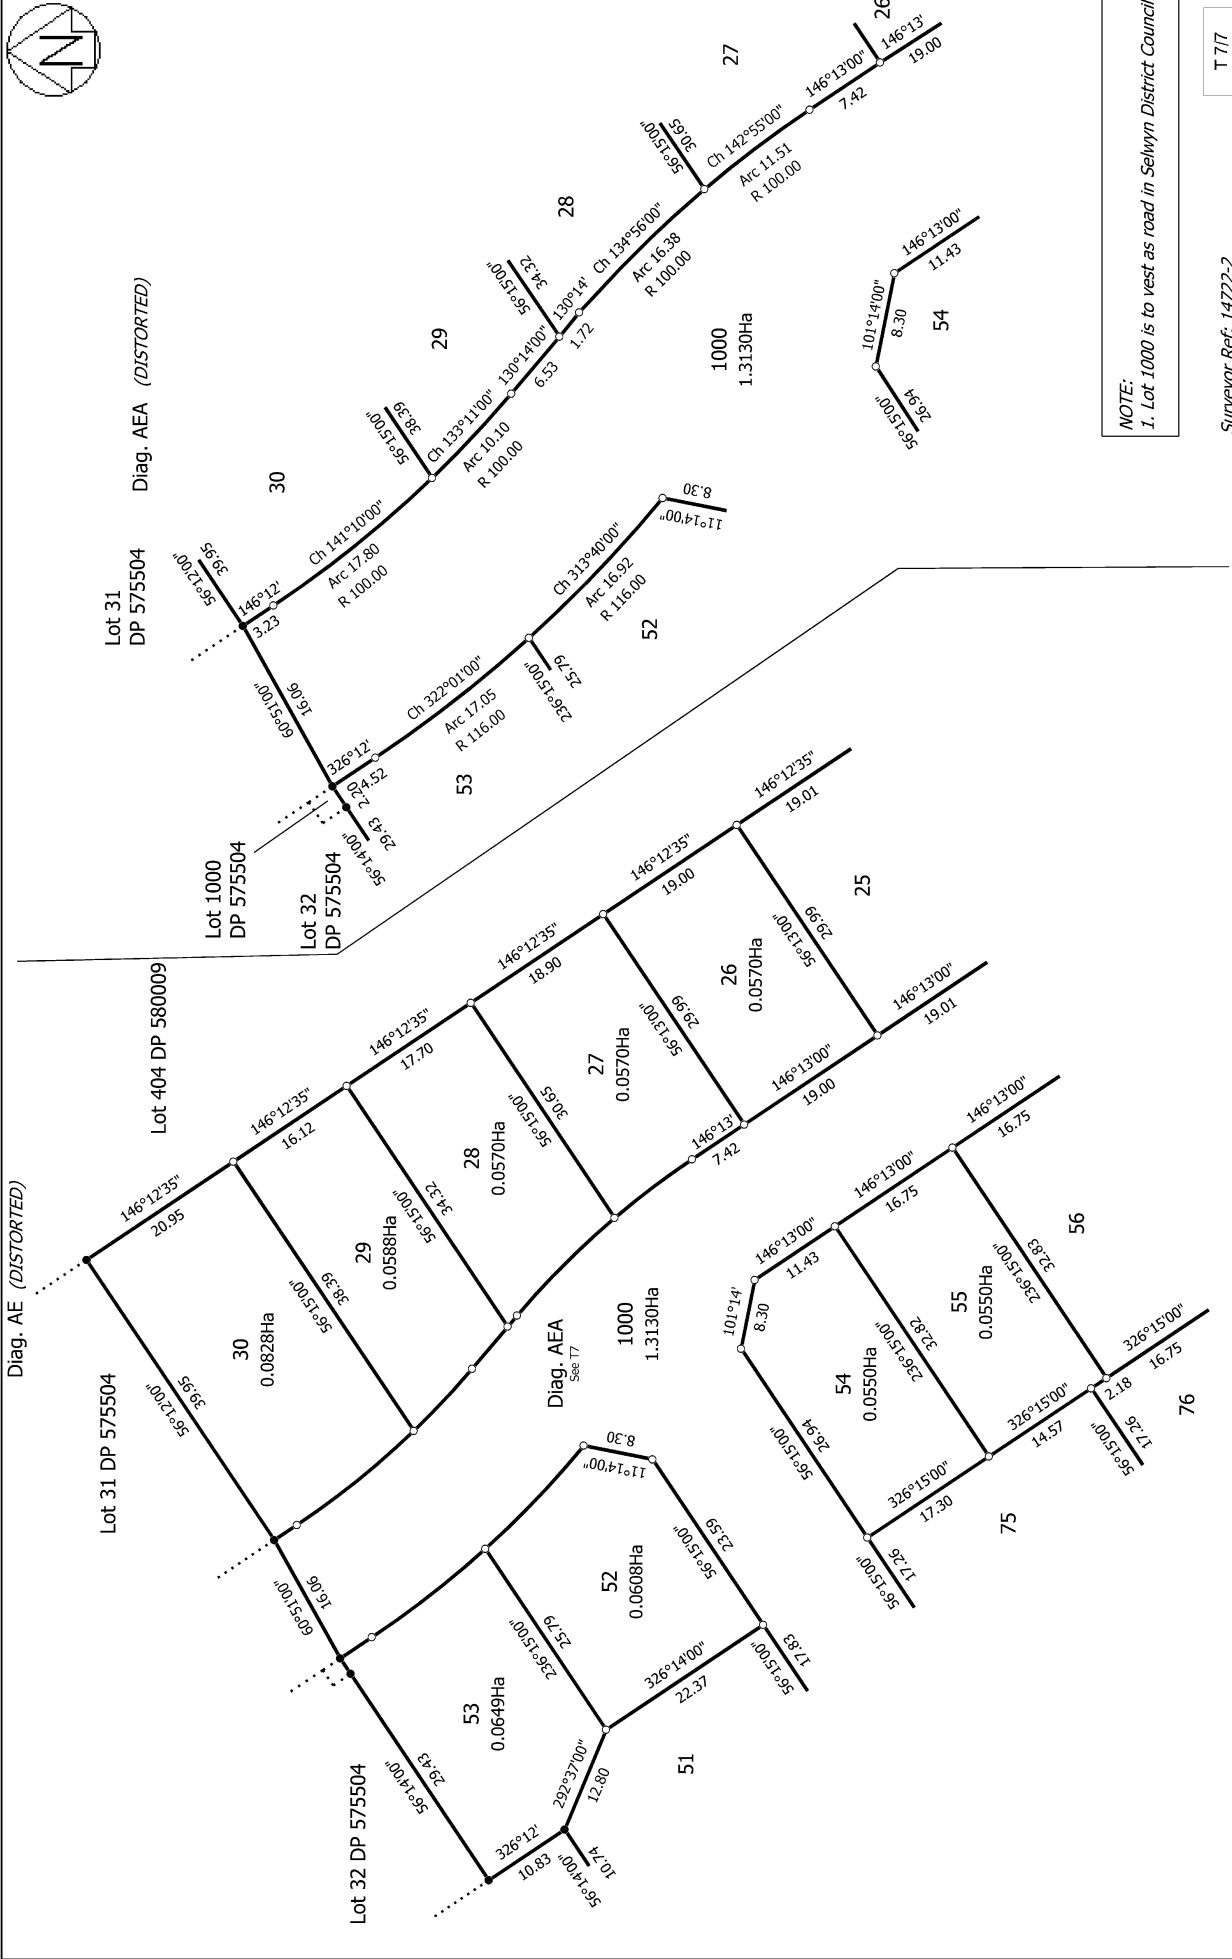 N
Diag. AEA (DISTORTED)
Lot 31
DP 575504
56°12'00"
39.95
146°12'
3.23
30
Ch 141°10'00"
Arc 17.80
R 100.00
56°15'00"
38.39
29
Ch 133°11'00"
Arc 10.10
R 100.00
130°14'00"
6.53
56°15'00"
34.32
130°14'
1.72
28
Ch 134°56'00"
Arc 16.38
R 100.00
56°15'00"
30.65
27
Ch 142°55'00"
Arc 11.51
R 100.00
146°13'00"
7.42
26
146°13'
19.00
60°51'00"
16.06
326°12'
4.52
2.20
56°14'00"
29.43
Lot 1000
DP 575504
Lot 32
DP 575504
Ch 322°01'00"
Arc 17.05
R 116.00
53
236°15'00"
25.79
Ch 313°40'00"
Arc 16.92
R 116.00
52
11°14'00"
8.30
1000
1.3130Ha
56°15'00"
26.94
101°14'00"
8.30
146°13'00"
11.43
54
NOTE:
1. Lot 1000 is to vest as road in Selwyn District Council
Surveyor Ref: 14722-2
T 7/7
Diag. AE (DISTORTED)
Lot 404 DP 580009
Lot 31 DP 575504
146°12'35"
20.95
146°12'35"
16.12
146°12'35"
17.70
146°12'35"
18.90
146°12'35"
19.00
146°12'35"
19.01
56°12'00"
39.95
30
0.0828Ha
56°15'00"
38.39
29
0.0588Ha
56°15'00"
34.32
28
0.0570Ha
56°15'00"
30.65
27
0.0570Ha
56°13'00"
29.99
26
0.0570Ha
56°13'00"
29.99
25
146°13'
7.42
146°13'00"
19.00
146°13'00"
19.01
60°51'00"
16.06
Diag. AEA
See T7
1000
1.3130Ha
Lot 32 DP 575504
56°14'00"
29.43
53
0.0649Ha
236°15'00"
25.79
52
0.0608Ha
11°14'00"
8.30
56°15'00"
23.59
326°14'00"
22.37
56°15'00"
17.83
292°37'00"
12.80
326°12'
10.83
56°14'00"
10.74
51
101°14'
8.30
146°13'00"
11.43
146°13'00"
16.75
146°13'00"
16.75
56°15'00"
26.94
54
0.0550Ha
236°15'00"
32.82
55
0.0550Ha
236°15'00"
32.83
56
56°15'00"
17.26
326°15'00"
17.30
75
326°15'00"
14.57
56°15'00"
17.26
2.18
326°15'00"
16.75
76